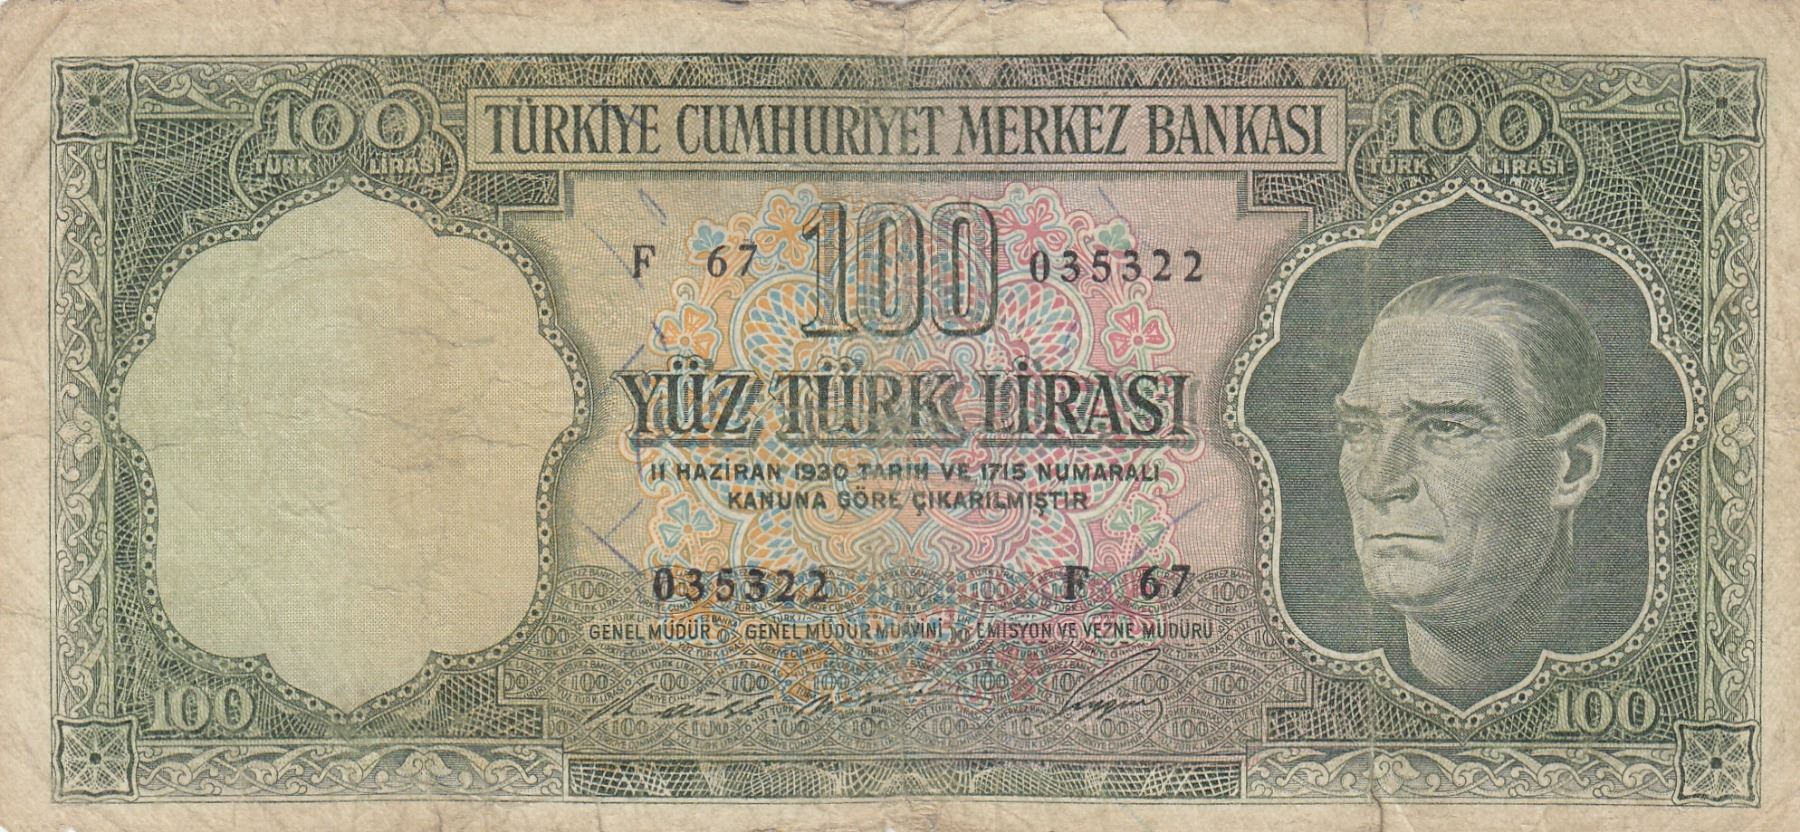 100
TÜRK LİRASI
TÜRKİYE CUMHURİYET MERKEZ BANKASI
100
TÜRK LİRASI
F 67 100 035322
YÜZ TÜRK LİRASI
11 HAZİRAN 1930 TARİH VE 1715 NUMARALI
KANUNA GÖRE ÇIKARILMIŞTIR
035322 F 67
GENEL MÜDÜR GENEL MÜDÜR MUAVİNİ EMİSYON VE VEZNE MÜDÜRÜ
100 100